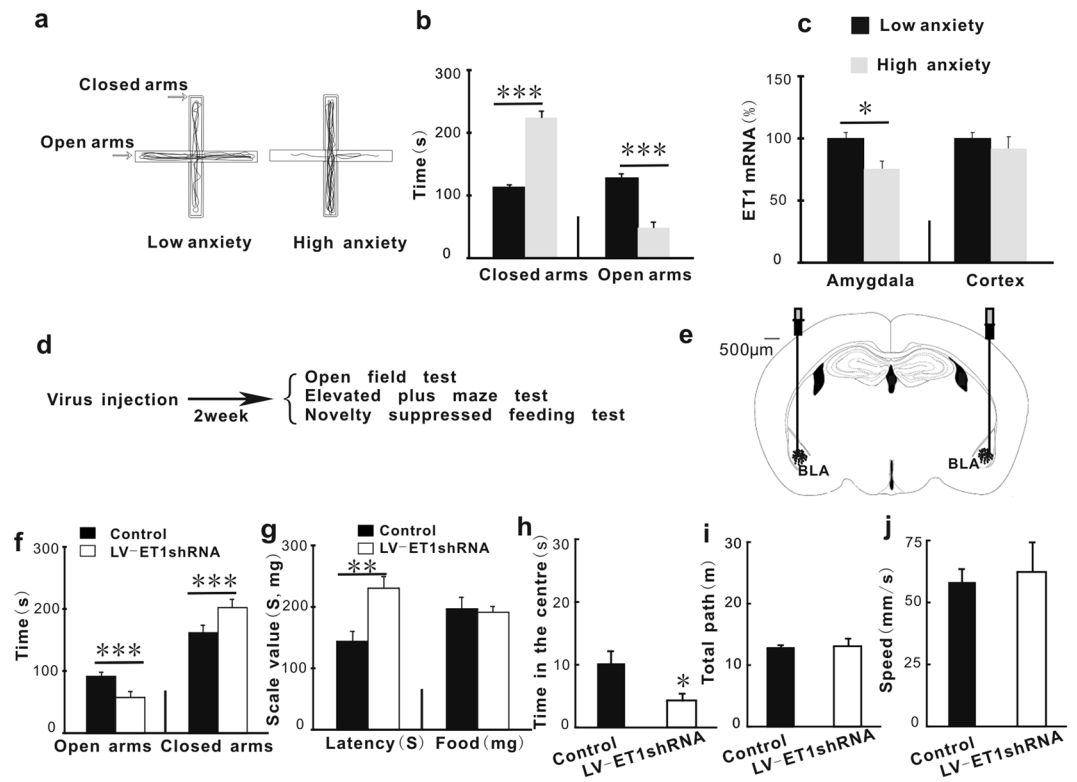 a
Closed arms
Open arms
Low anxiety
High anxiety
b
Time (s)
300
200
100
0
***
***
Closed arms
Open arms
c
Low anxiety
High anxiety
ET1 mRNA (%)
150
100
50
0
*
Amygdala
Cortex
d
Virus injection
2week
Open field test
Elevated plus maze test
Novelty suppressed feeding test
e
500μm
BLA
BLA
f
Control
LV-ET1shRNA
Time (s)
300
200
100
0
***
***
Open arms
Closed arms
g
Control
LV-ET1shRNA
Scale value (S, mg)
300
200
100
0
**
Latency (S)
Food (mg)
h
Time in the centre (s)
30
20
10
0
*
Control
LV-ET1shRNA
i
Total path (m)
30
20
10
0
Control
LV-ET1shRNA
j
Speed (mm/s)
75
50
25
0
Control
LV-ET1shRNA